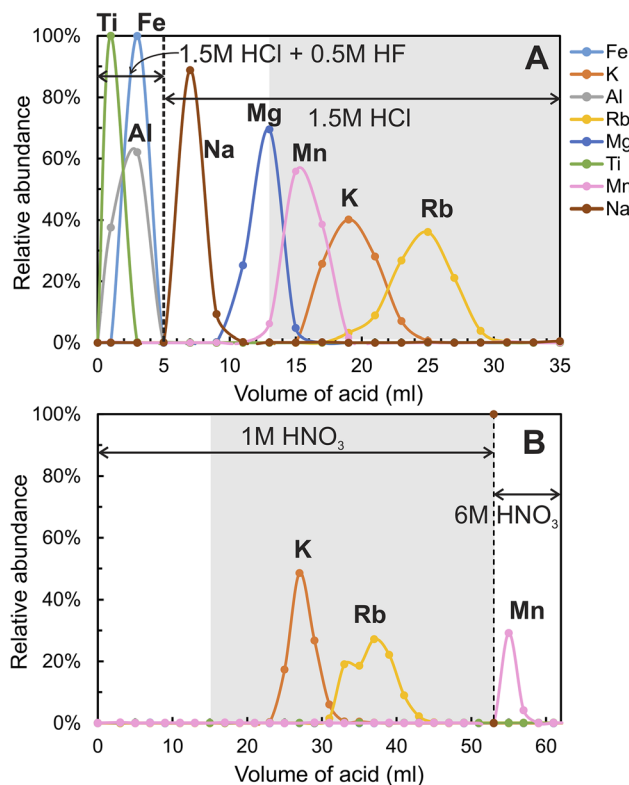 Ti Fe
100%
1.5M HCl + 0.5M HF
A
80%
1.5M HCl
Mg
Al
Na
Mn
60%
K
Rb
40%
20%
0%
Relative abundance
0 5 10 15 20 25 30 35
Volume of acid (ml)
Fe
K
Al
Rb
Mg
Ti
Mn
Na
100%
1M HNO3
B
80%
6M HNO3
60%
K
Rb
Mn
40%
20%
0%
Relative abundance
0 10 20 30 40 50 60
Volume of acid (ml)